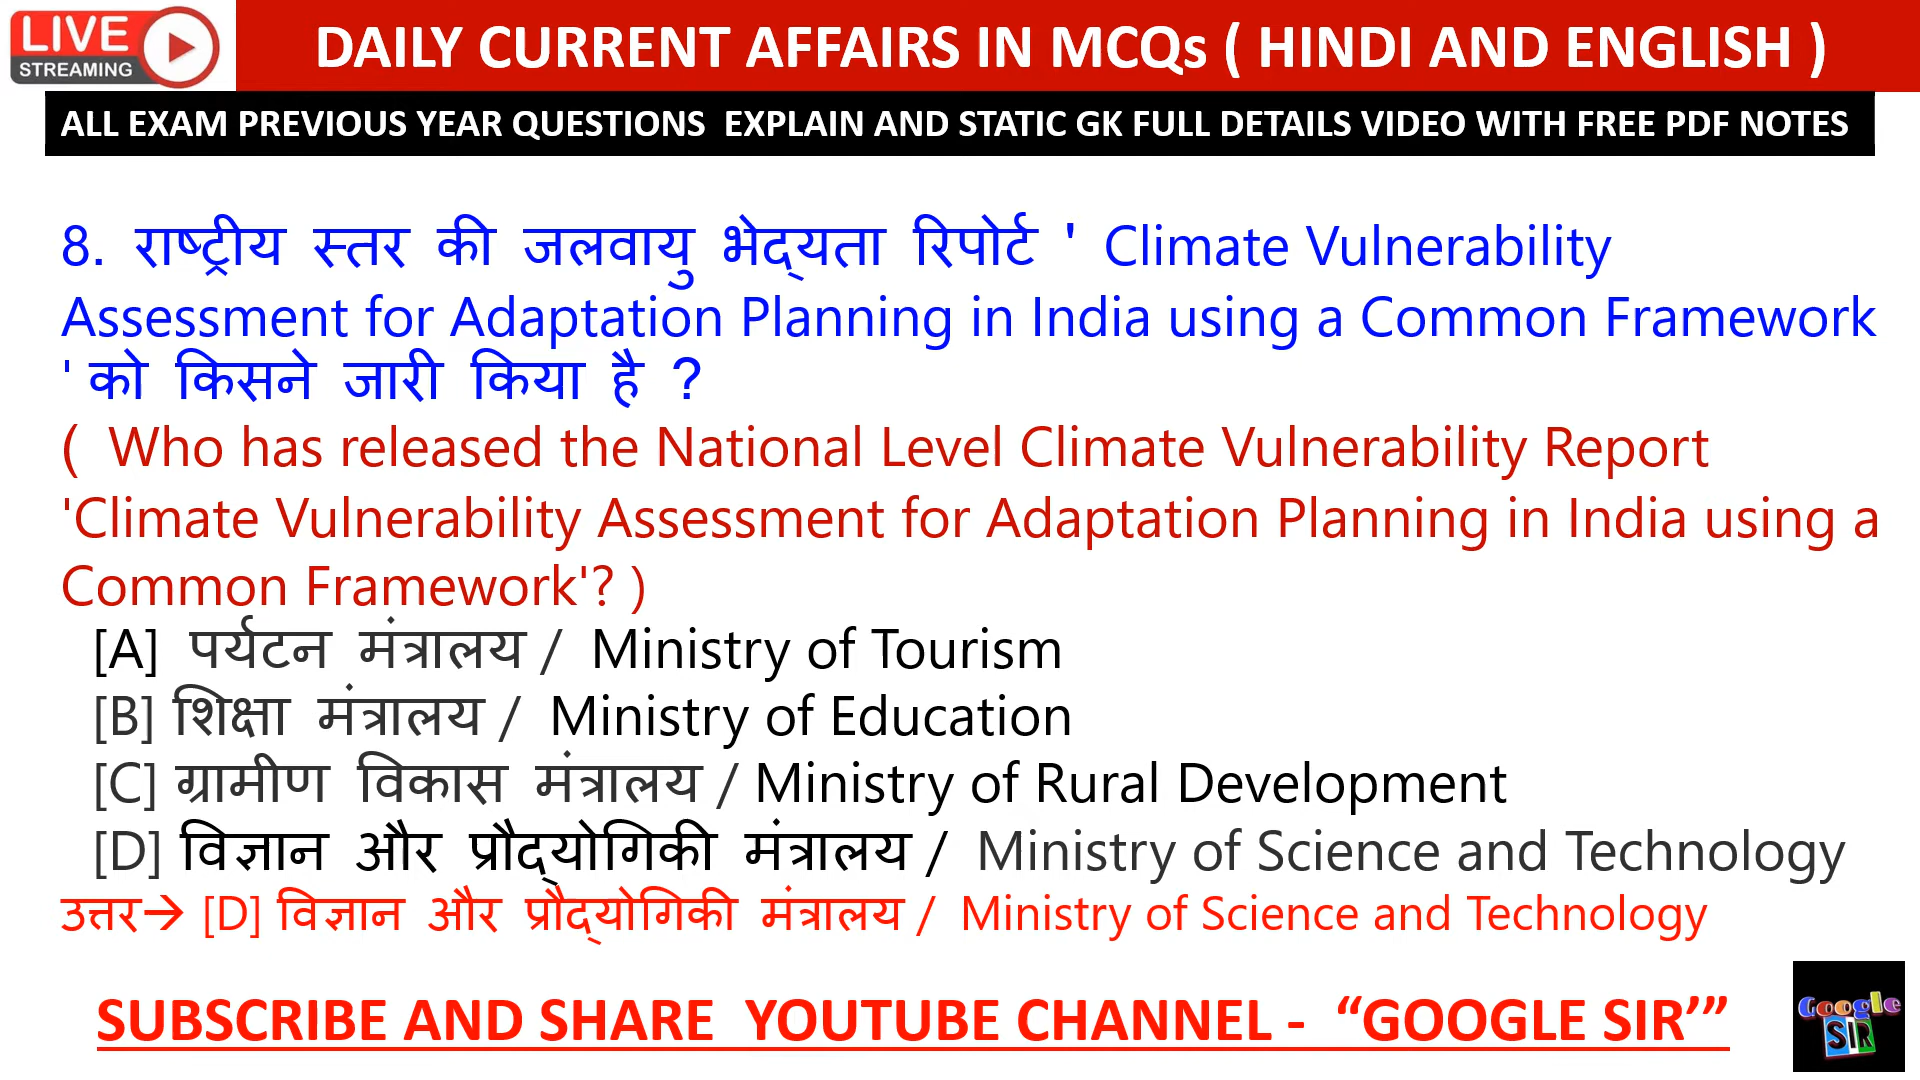 LIVE
STREAMING
DAILY CURRENT AFFAIRS IN MCQs ( HINDI AND ENGLISH )
ALL EXAM PREVIOUS YEAR QUESTIONS EXPLAIN AND STATIC GK FULL DETAILS VIDEO WITH FREE PDF NOTES
8. राष्ट्रीय स्तर की जलवायु भेद्यता रिपोर्ट ' Climate Vulnerability
Assessment for Adaptation Planning in India using a Common Framework
' को किसने जारी किया है ?
( Who has released the National Level Climate Vulnerability Report
'Climate Vulnerability Assessment for Adaptation Planning in India using a
Common Framework'? )
[A] पर्यटन मंत्रालय / Ministry of Tourism
[B] शिक्षा मंत्रालय / Ministry of Education
[C] ग्रामीण विकास मंत्रालय / Ministry of Rural Development
[D] विज्ञान और प्रौद्योगिकी मंत्रालय / Ministry of Science and Technology
उत्तर→ [D] विज्ञान और प्रौद्योगिकी मंत्रालय / Ministry of Science and Technology
SUBSCRIBE AND SHARE YOUTUBE CHANNEL - “GOOGLE SIR’”
Google
SIR